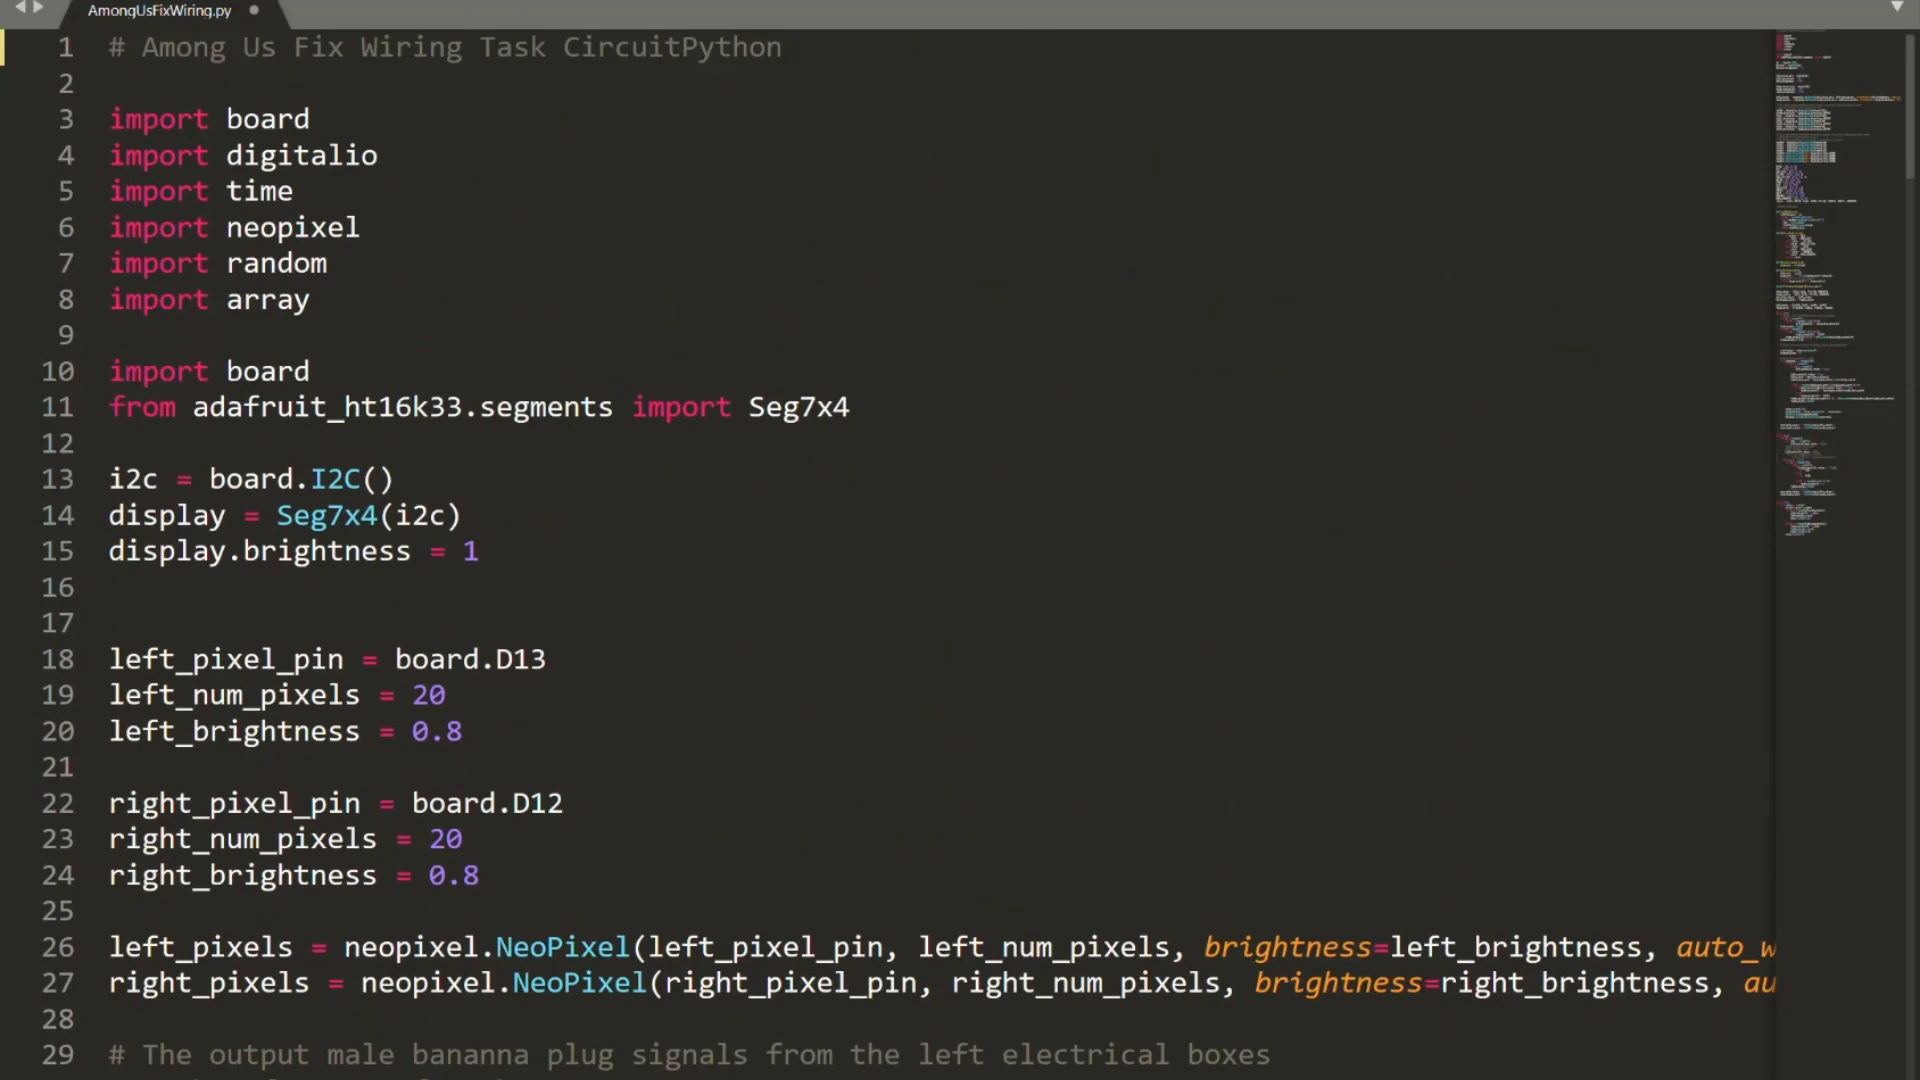 AmongUsFixWiring.py
1 # Among Us Fix Wiring Task CircuitPython
2
3 import board
4 import digitalio
5 import time
6 import neopixel
7 import random
8 import array
9
10 import board
11 from adafruit_ht16k33.segments import Seg7x4
12
13 i2c = board.I2C()
14 display = Seg7x4(i2c)
15 display.brightness = 1
16
17
18 left_pixel_pin = board.D13
19 left_num_pixels = 20
20 left_brightness = 0.8
21
22 right_pixel_pin = board.D12
23 right_num_pixels = 20
24 right_brightness = 0.8
25
26 left_pixels = neopixel.NeoPixel(left_pixel_pin, left_num_pixels, brightness=left_brightness, auto_w
27 right_pixels = neopixel.NeoPixel(right_pixel_pin, right_num_pixels, brightness=right_brightness, au
28
29 # The output male bananna plug signals from the left electrical boxes